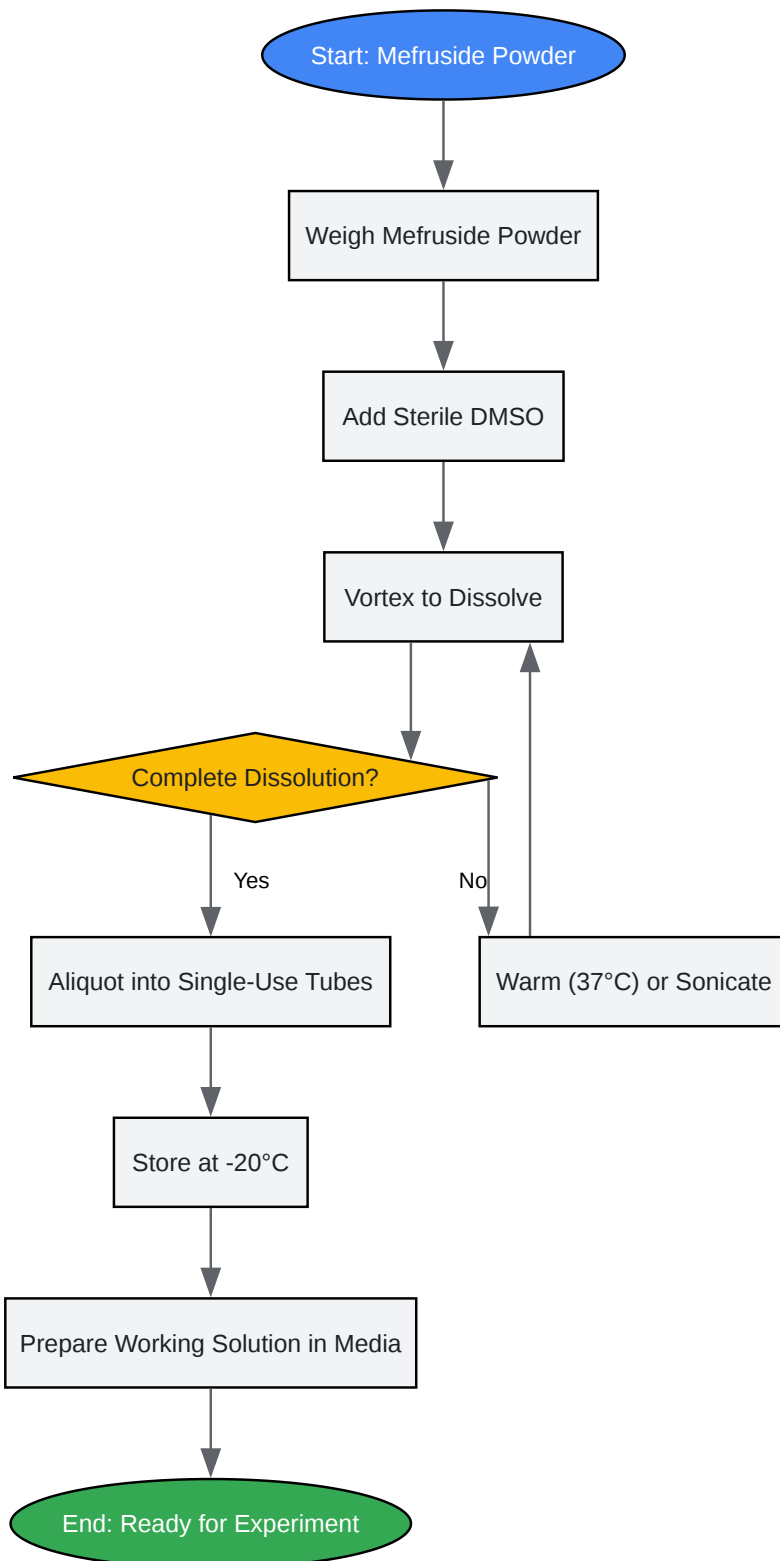 Start: Mefruside Powder
Weigh Mefruside Powder
Add Sterile DMSO
Vortex to Dissolve
Complete Dissolution?
Yes
No
Aliquot into Single-Use Tubes
Warm (37°C) or Sonicate
Store at -20°C
Prepare Working Solution in Media
End: Ready for Experiment